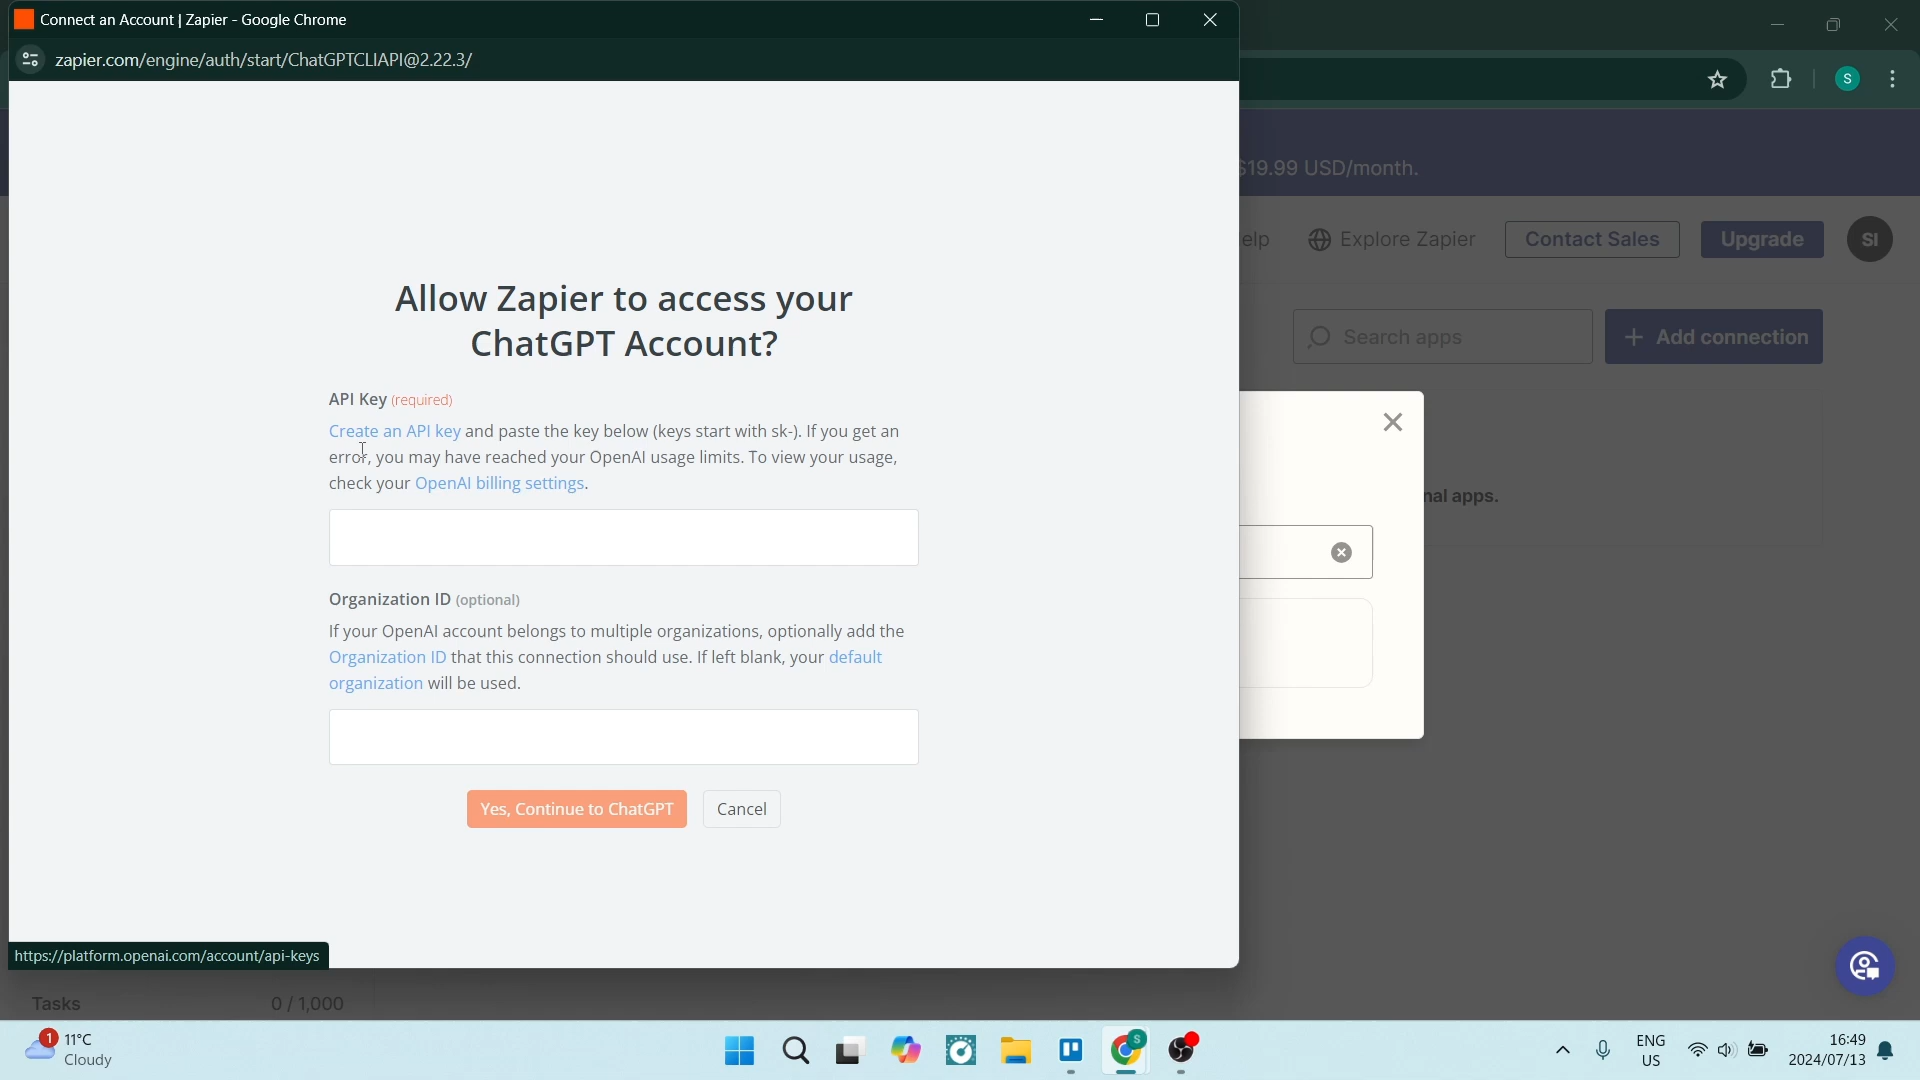 Connect an Account | Zapier - Google Chrome
zapier.com/engine/auth/start/ChatGPTCLIAPI@2.22.3/
S
$19.99 USD/month.
elp
Explore Zapier
Contact Sales
Upgrade
SI
Search apps
+ Add connection
nal apps.
Allow Zapier to access your
ChatGPT Account?
API Key (required)
Create an API key and paste the key below (keys start with sk-). If you get an
error, you may have reached your OpenAI usage limits. To view your usage,
check your OpenAI billing settings.
Organization ID (optional)
If your OpenAI account belongs to multiple organizations, optionally add the
Organization ID that this connection should use. If left blank, your default
organization will be used.
Yes, Continue to ChatGPT
Cancel
https://platform.openai.com/account/api-keys
Tasks
0 / 1,000
1
11°C
Cloudy
S
ENG
US
16:49
2024/07/13